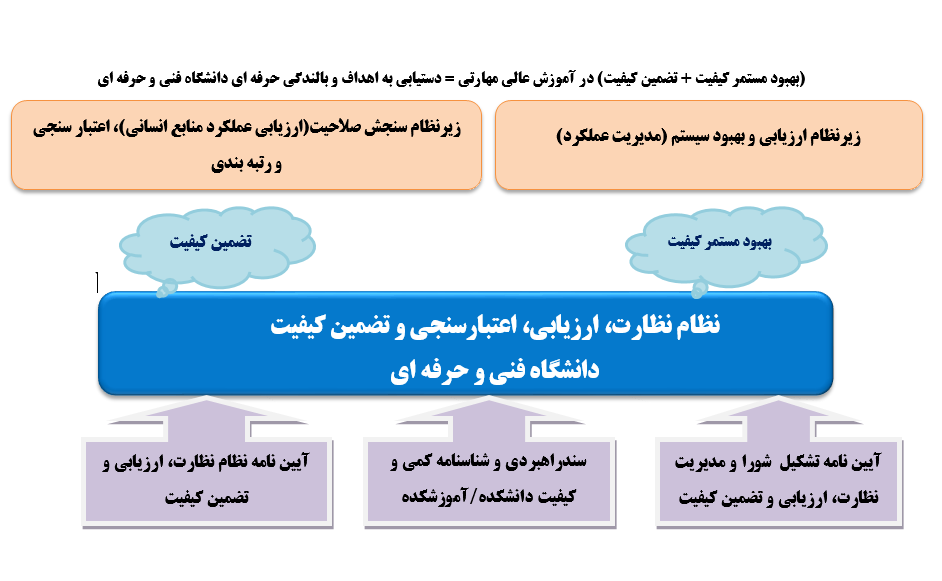 (بهبود مستمر کیفیت + تضمین کیفیت) در آموزش عالی مهارتی = دستیابی به اهداف و بالندگی حرفه ای دانشگاه فنی و حرفه ای
زیرنظام ارزیابی و بهبود سیستم (مدیریت عملکرد)
زیرنظام سنجش صلاحیت(ارزیابی عملکرد منابع انسانی)، اعتبار سنجی
و رتبه بندی
بهبود مستمر کیفیت
تضمین کیفیت
نظام نظارت، ارزیابی، اعتبارسنجی و تضمین کیفیت
دانشگاه فنی و حرفه ای
آیین نامه تشکیل شورا و مدیریت
نظارت، ارزیابی و تضمین کیفیت
سندراهبردی و شناسنامه کمی و
کیفیت دانشکده/آموزشکده
آیین نامه نظام نظارت، ارزیابی و
تضمین کیفیت